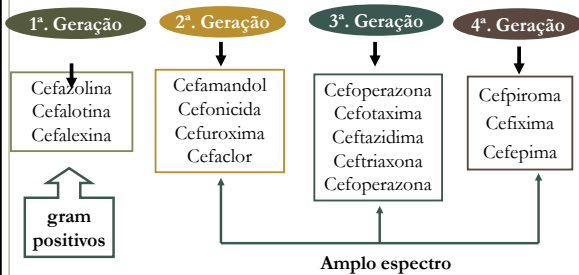 1ª. Geração
2ª. Geração
3ª. Geração
4ª. Geração
Cefazolina
Cefalotina
Cefalexina
Cefamandol
Cefonicida
Cefuroxima
Cefaclor
Cefoperazona
Cefotaxima
Ceftazidima
Ceftriaxona
Cefoperazona
Cefpiroma
Cefixima
Cefepima
gram
positivos
Amplo espectro